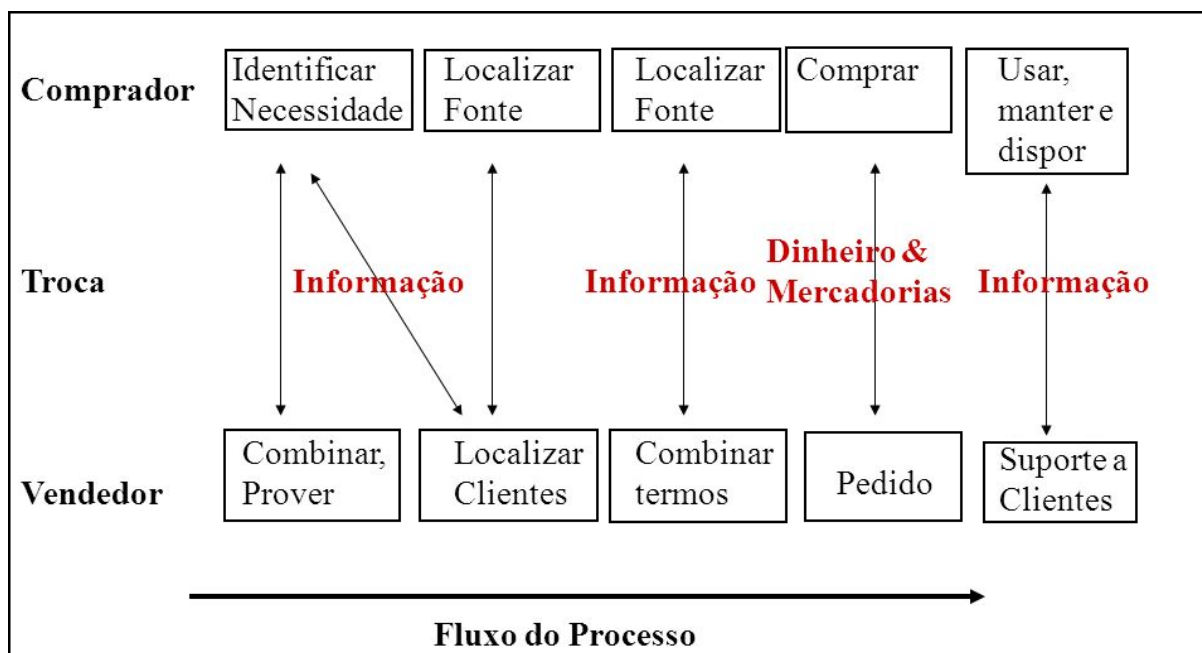 Comprador
Identificar
Necessidade
Localizar
Fonte
Localizar
Fonte
Comprar
Usar,
manter e
dispor
Troca
Informação
Informação
Dinheiro &
Mercadorias
Informação
Vendedor
Combinar,
Prover
Localizar
Clientes
Combinar
termos
Pedido
Suporte a
Clientes
Fluxo do Processo